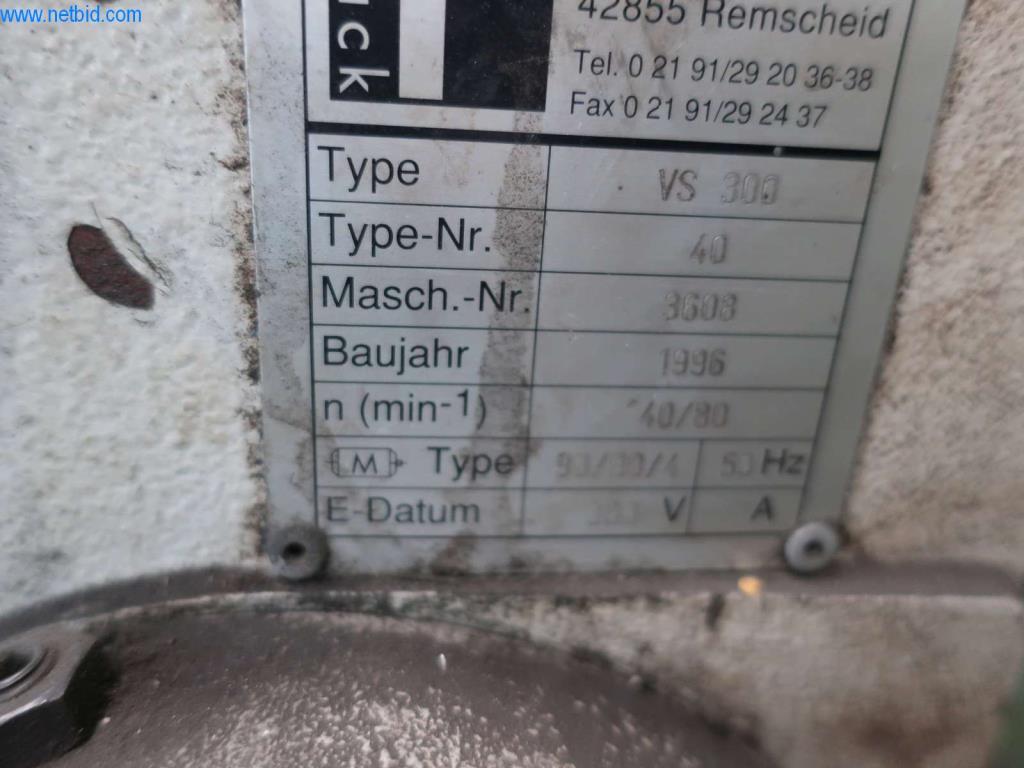 www.netbid.com
ick
42855 Remscheid
Tel. 0 21 91/29 20 36-38
Fax 0 21 91/29 24 37
Type VS 300
Type-Nr. 40
Masch.-Nr. 3608
Baujahr 1996
n (min-1) 40/80
M Type Hz
E-Datum V A